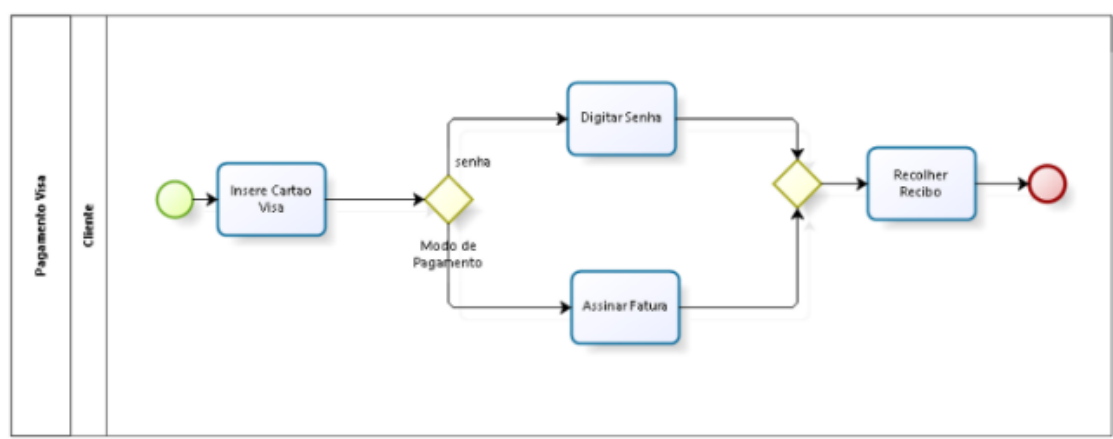 Pagamento Visa
Cliente
Insere Cartao
Visa
senha
Modo de
Pagamento
Digitar Senha
Assinar Fatura
Recolher
Recibo